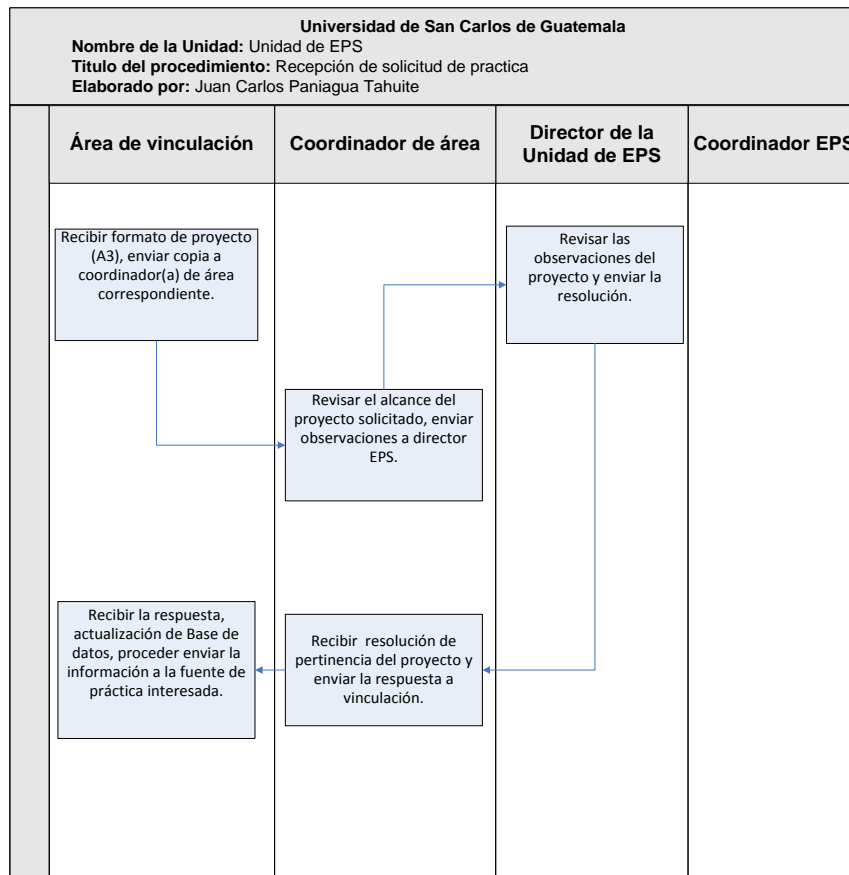 Universidad de San Carlos de Guatemala
Nombre de la Unidad: Unidad de EPS
Titulo del procedimiento: Recepción de solicitud de practica
Elaborado por: Juan Carlos Paniagua Tahuite
Área de vinculación
Coordinador de área
Director de la
Unidad de EPS
Coordinador EPS
Recibir formato de proyecto
(A3), enviar copia a
coordinador(a) de área
correspondiente.
Revisar las
observaciones del
proyecto y enviar la
resolución.
Revisar el alcance del
proyecto solicitado, enviar
observaciones a director
EPS.
Recibir la respuesta,
actualización de Base de
datos, proceder enviar la
información a la fuente de
práctica interesada.
Recibir resolución de
pertinencia del proyecto y
enviar la respuesta a
vinculación.